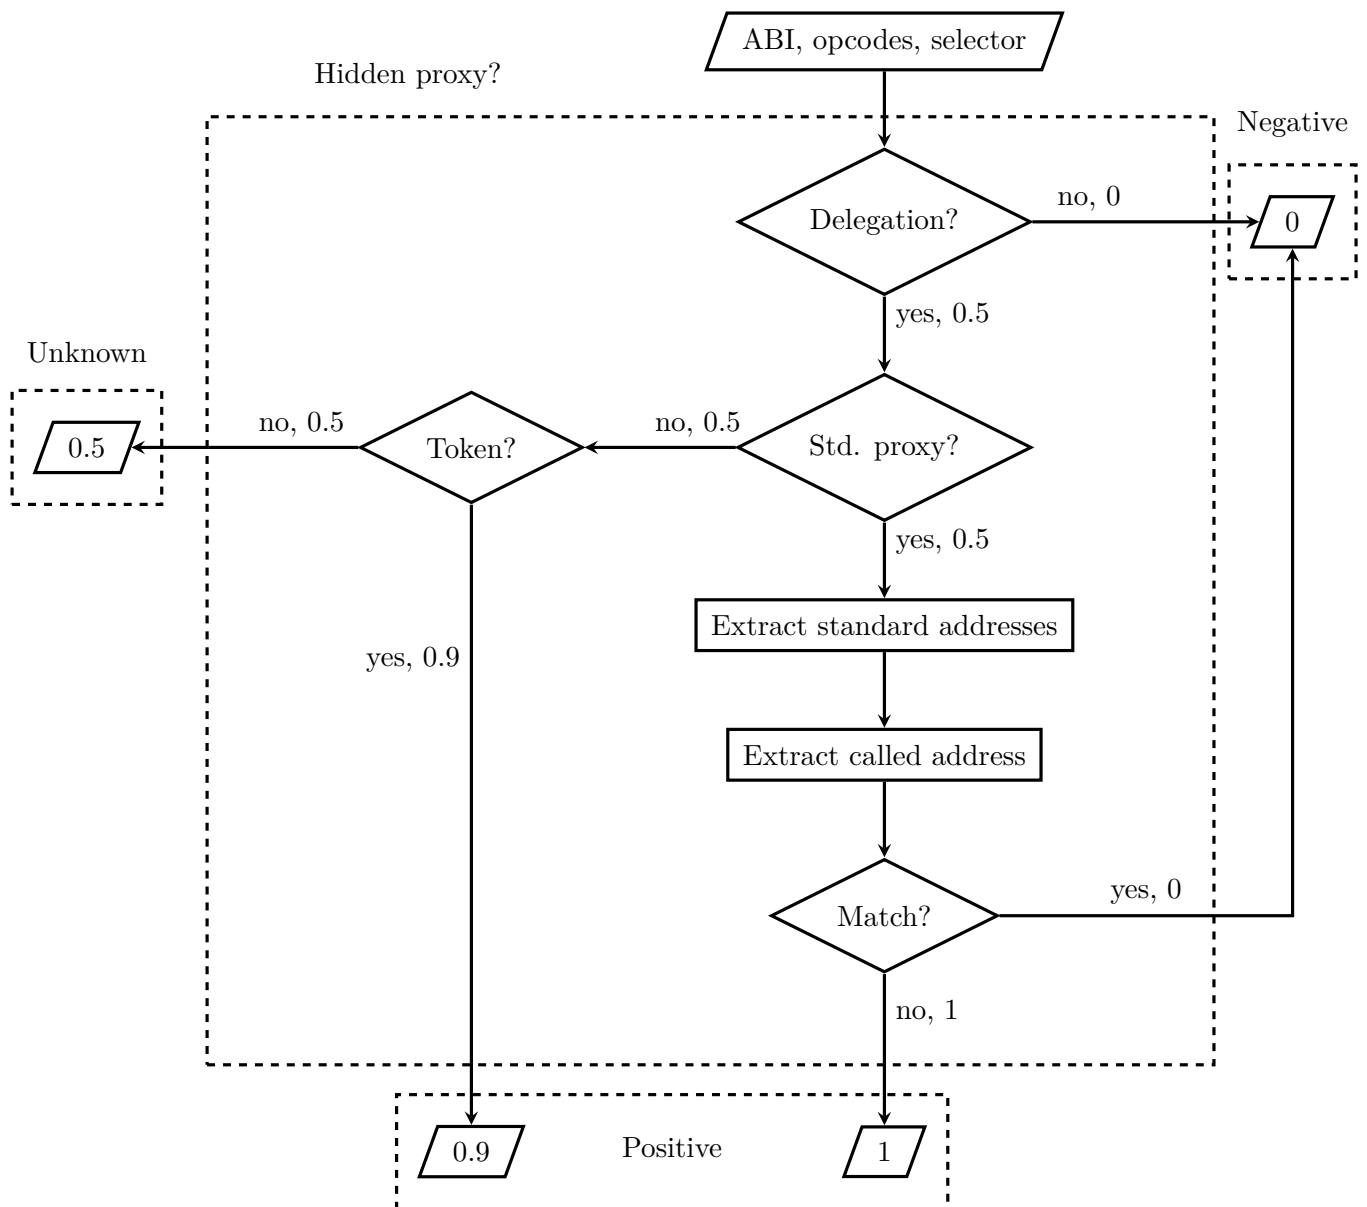 ABI, opcodes, selector
Hidden proxy?
Negative
no, 0
Delegation?
0
yes, 0.5
Unknown
no, 0.5
no, 0.5
0.5
Token?
Std. proxy?
yes, 0.5
Extract standard addresses
yes, 0.9
Extract called address
yes, 0
Match?
no, 1
0.9
Positive
1